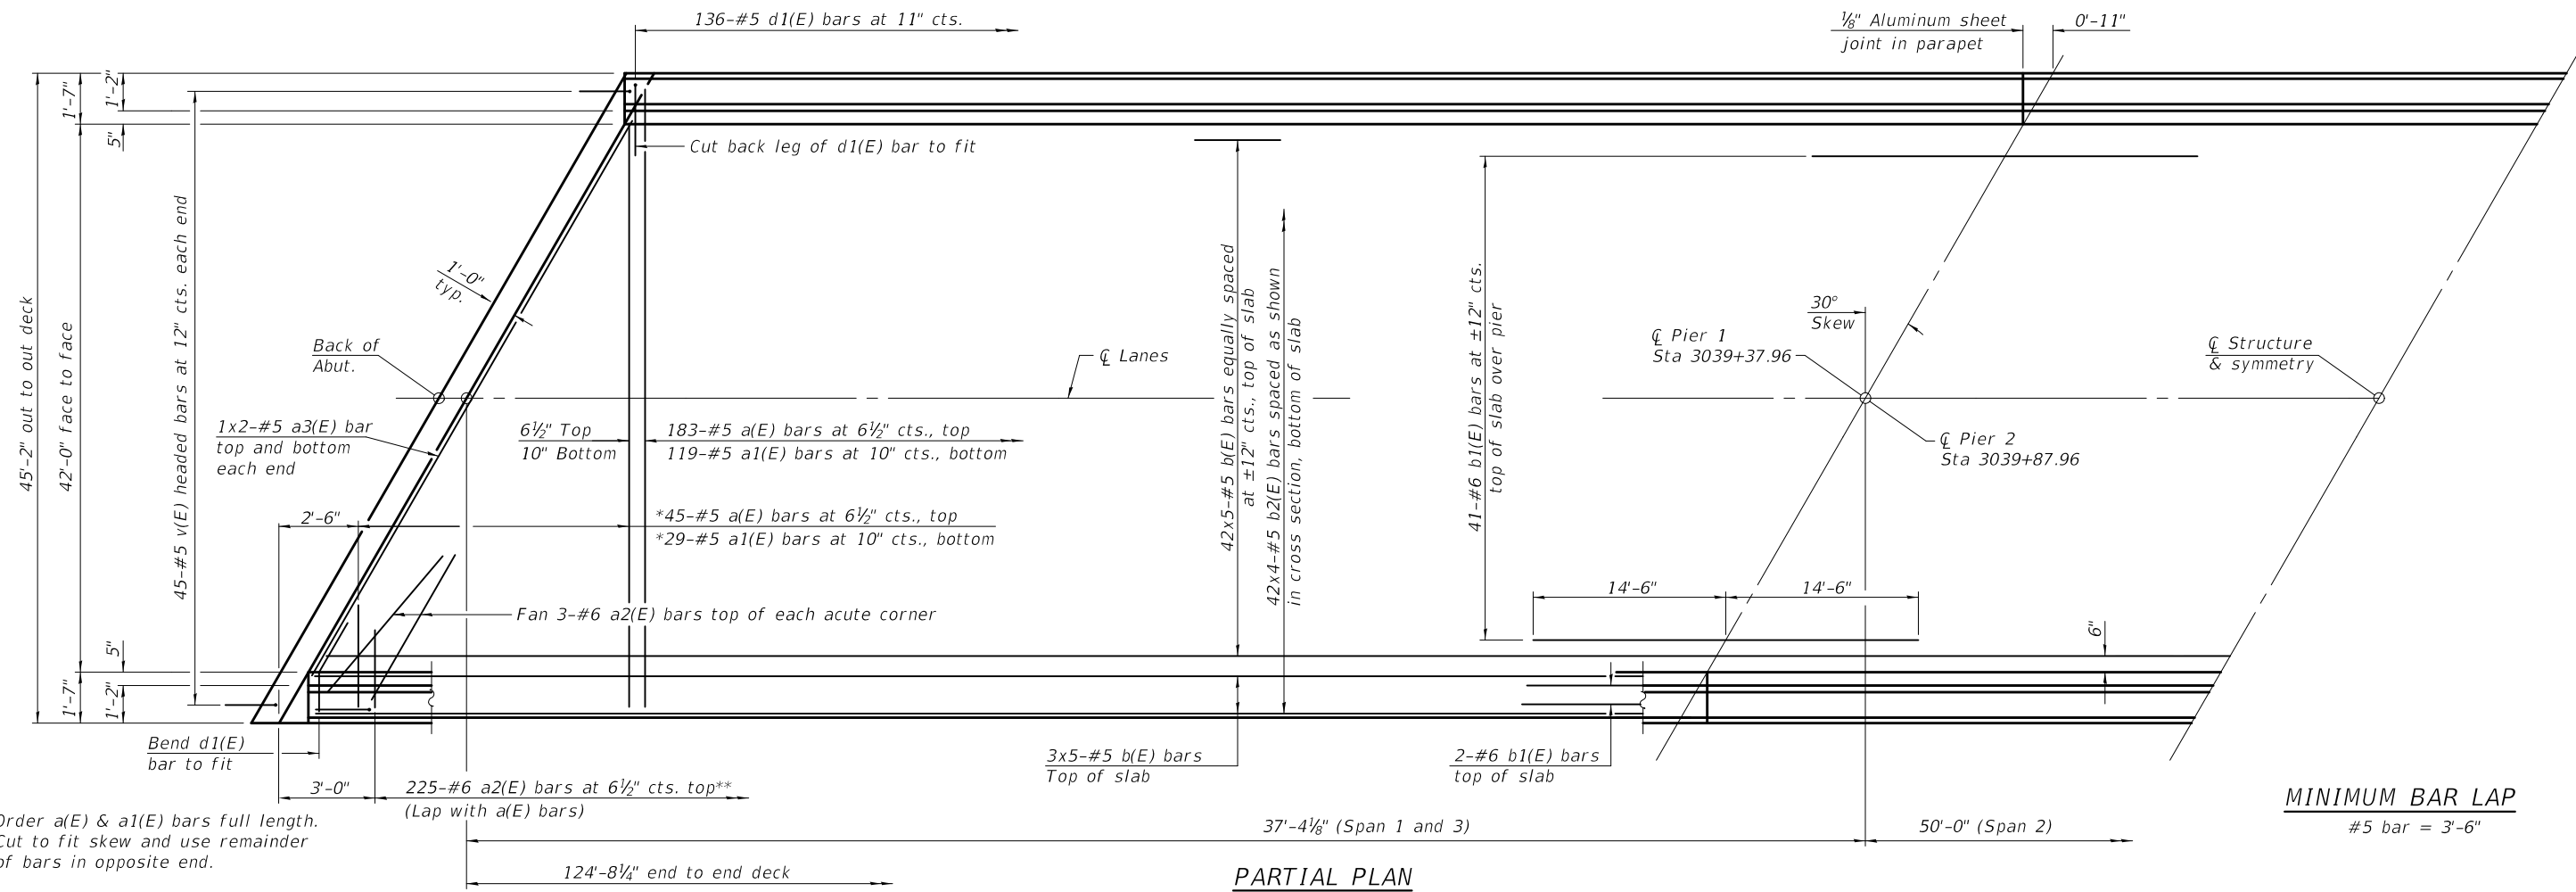 136-#5 d1(E) bars at 11" cts.
⅛" Aluminum sheet
joint in parapet
0'-11"
1'-7"
1'-2"
5"
Cut back leg of d1(E) bar to fit
45'-2" out to out deck
42'-0" face to face
45-#5 v(E) headed bars at 12" cts. each end
1'-0"
typ.
Back of
Abut.
1x2-#5 a3(E) bar
top and bottom
each end
6½" Top
10" Bottom
183-#5 a(E) bars at 6½" cts., top
119-#5 a1(E) bars at 10" cts., bottom
℄ Lanes
42x5-#5 b(E) bars equally spaced
at ±12" cts., top of slab
42x4-#5 b2(E) bars spaced as shown
in cross section, bottom of slab
41-#6 b1(E) bars at ±12" cts.
top of slab over pier
30°
Skew
℄ Pier 1
Sta 3039+37.96
℄ Pier 2
Sta 3039+87.96
℄ Structure
& symmetry
2'-6"
*45-#5 a(E) bars at 6½" cts., top
*29-#5 a1(E) bars at 10" cts., bottom
Fan 3-#6 a2(E) bars top of each acute corner
14'-6"
14'-6"
6"
5"
1'-7"
1'-2"
Bend d1(E)
bar to fit
3'-0"
225-#6 a2(E) bars at 6½" cts. top**
(Lap with a(E) bars)
3x5-#5 b(E) bars
Top of slab
2-#6 b1(E) bars
top of slab
Order a(E) & a1(E) bars full length.
Cut to fit skew and use remainder
of bars in opposite end.
37'-4⅛" (Span 1 and 3)
50'-0" (Span 2)
124'-8¼" end to end deck
PARTIAL PLAN
MINIMUM BAR LAP
#5 bar = 3'-6"